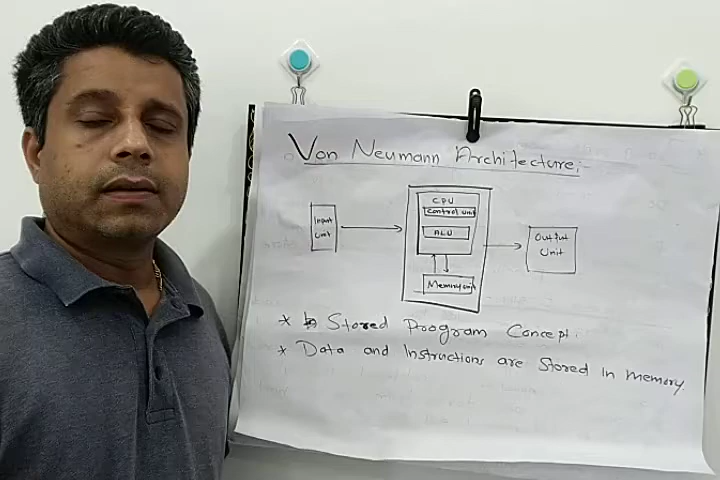 Von Neumann Architecture:-
CPU
Control unit
Input
Unit
ALU
Output
Unit
Memory unit
* Stored Program Concept.
* Data and Instructions are Stored in memory.